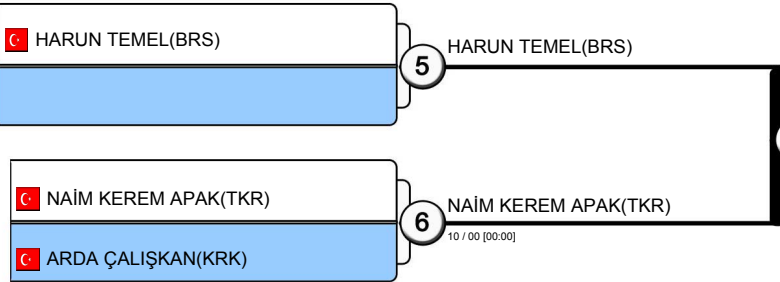 HARUN TEMEL(BRS)
5
HARUN TEMEL(BRS)
NAİM KEREM APAK(TKR)
6
NAİM KEREM APAK(TKR)
10 / 00 [00:00]
ARDA ÇALIŞKAN(KRK)